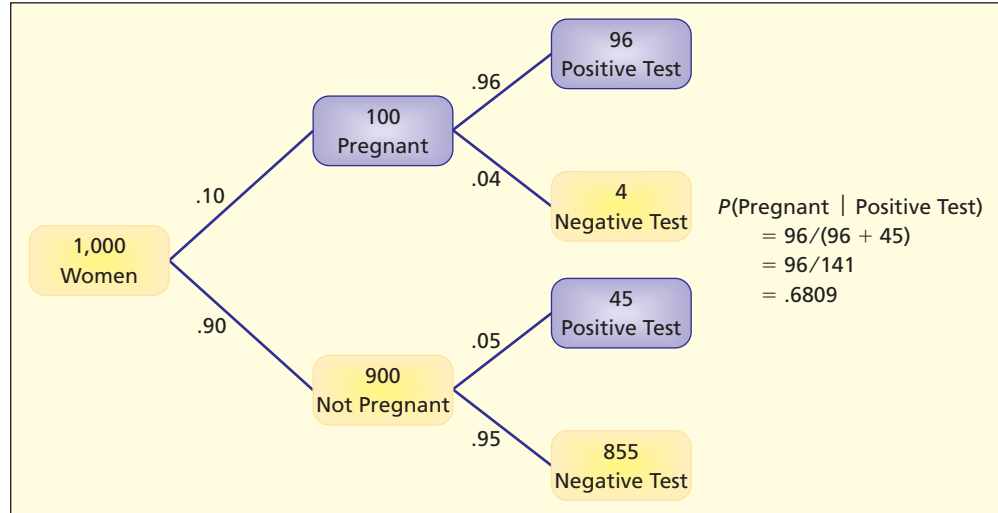 1,000
Women
.10
.90
100
Pregnant
.96
.04
96
Positive Test
4
Negative Test
900
Not Pregnant
.05
.95
45
Positive Test
855
Negative Test
P(Pregnant | Positive Test)
= 96/(96 + 45)
= 96/141
= .6809